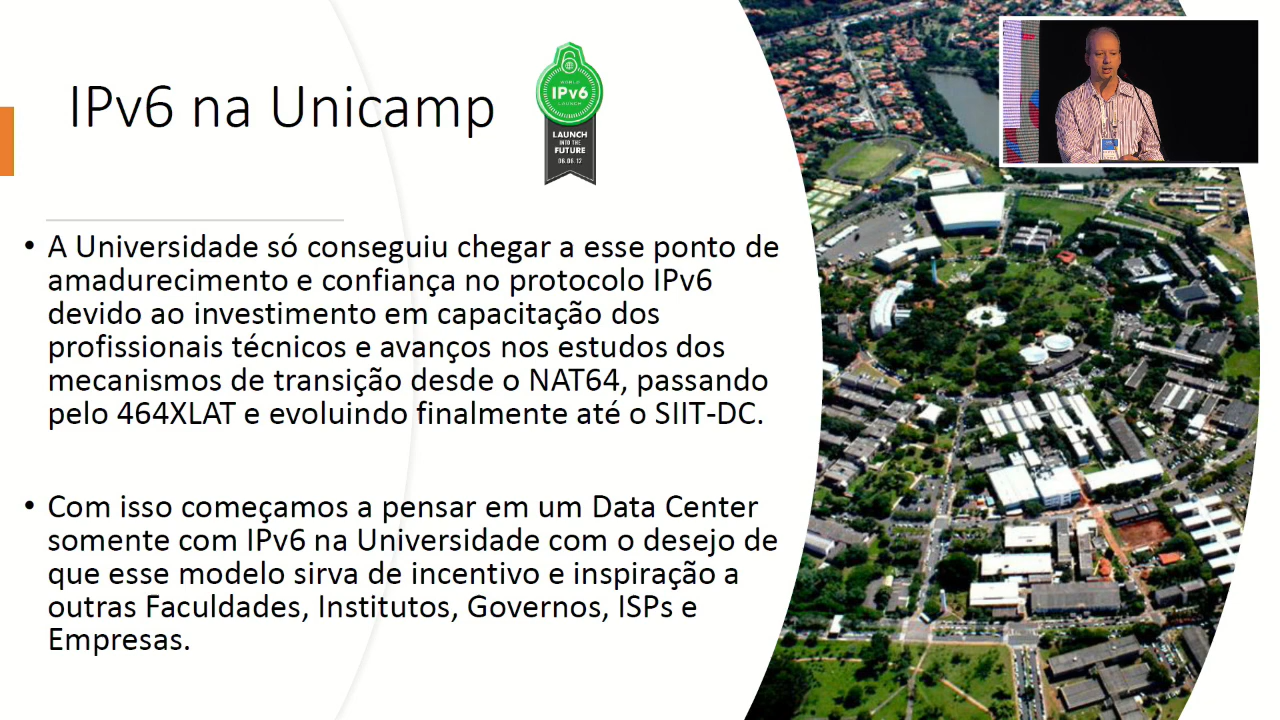 IPv6 na Unicamp
WORLD
IPv6
LAUNCH
LAUNCH
INTO THE
FUTURE
06.06.12
• A Universidade só conseguiu chegar a esse ponto de
amadurecimento e confiança no protocolo IPv6
devido ao investimento em capacitação dos
profissionais técnicos e avanços nos estudos dos
mecanismos de transição desde o NAT64, passando
pelo 464XLAT e evoluindo finalmente até o SIIT-DC.
• Com isso começamos a pensar em um Data Center
somente com IPv6 na Universidade com o desejo de
que esse modelo sirva de incentivo e inspiração a
outras Faculdades, Institutos, Governos, ISPs e
Empresas.